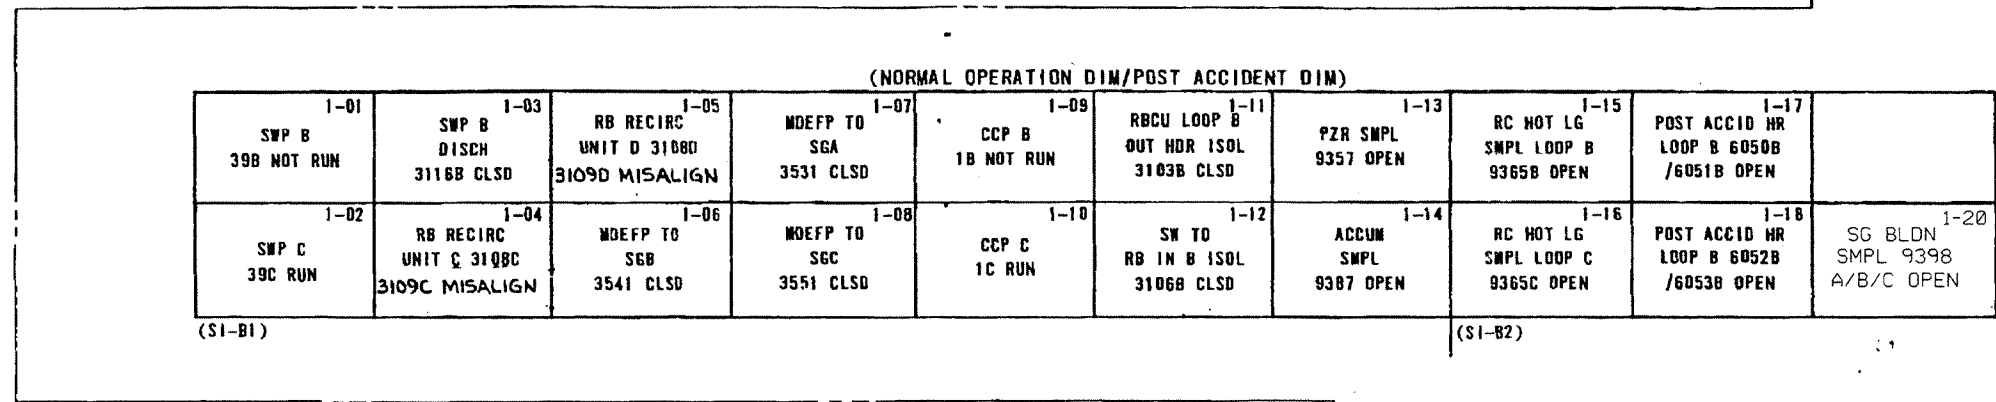 (NORMAL OPERATION DIM/POST ACCIDENT DIM)
1-01
SWP B
39B NOT RUN
1-03
SWP B
DISCH
3116B CLSD
1-05
RB RECIRC
UNIT D 3108D
3109D MISALIGN
1-07
MDEFP TO
SGA
3531 CLSD
1-09
CCP B
1B NOT RUN
1-11
RBCU LOOP B
OUT HDR ISOL
3103B CLSD
1-13
PZR SMPL
9357 OPEN
1-15
RC HOT LG
SMPL LOOP B
9365B OPEN
1-17
POST ACCID HR
LOOP B 6050B
/6051B OPEN
1-02
SWP C
39C RUN
1-04
RB RECIRC
UNIT C 3108C
3109C MISALIGN
1-06
MDEFP TO
SGB
3541 CLSD
1-08
MDEFP TO
SGC
3551 CLSD
1-10
CCP C
1C RUN
1-12
SW TO
RB IN B ISOL
3106B CLSD
1-14
ACCUM
SMPL
9387 OPEN
1-16
RC HOT LG
SMPL LOOP C
9365C OPEN
1-18
POST ACCID HR
LOOP B 6052B
/6053B OPEN
1-20
SG BLDN
SMPL 9398
A/B/C OPEN
(SI-B1)
(SI-B2)